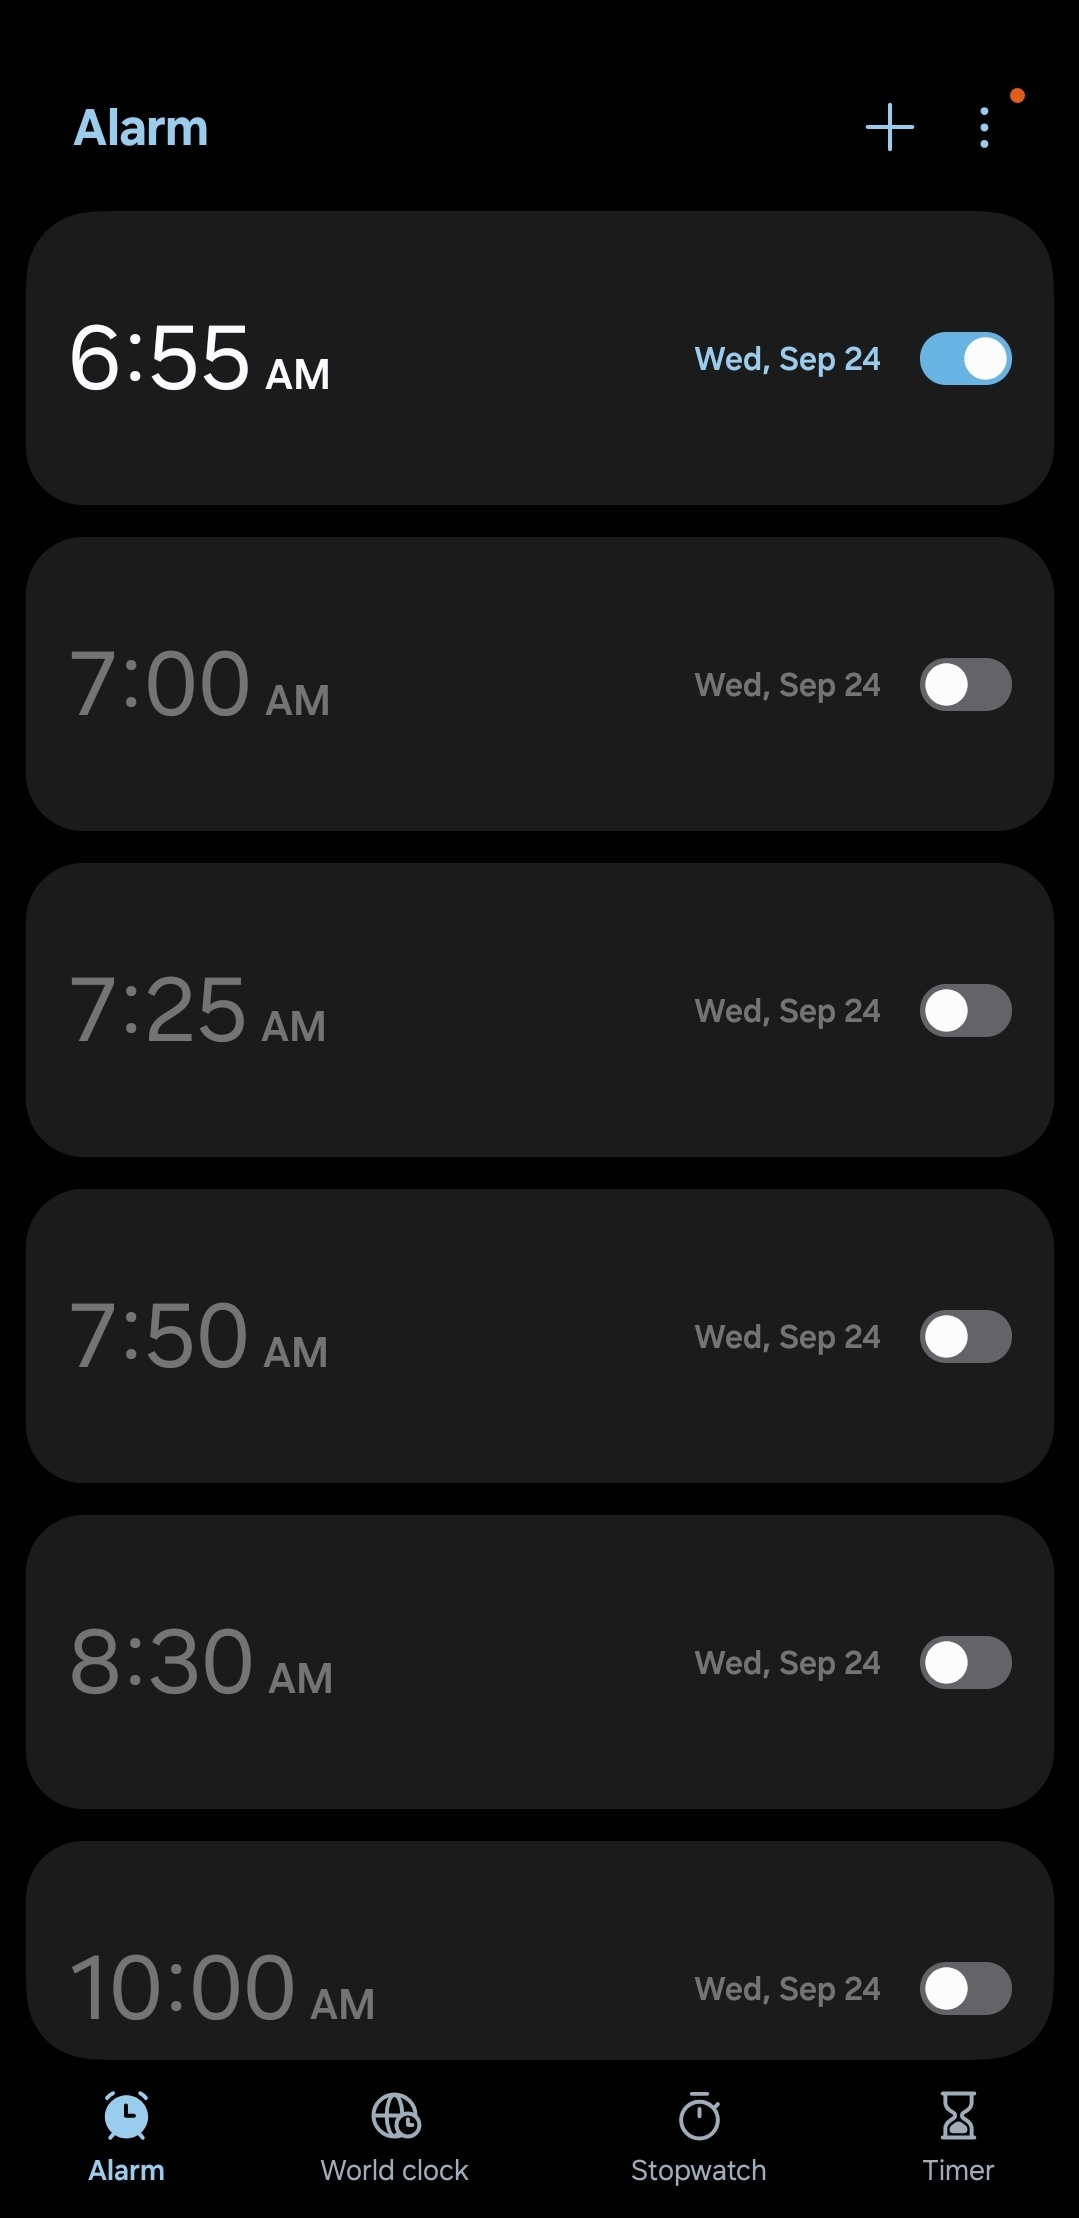 Alarm
6:55 AM Wed, Sep 24
7:00 AM Wed, Sep 24
7:25 AM Wed, Sep 24
7:50 AM Wed, Sep 24
8:30 AM Wed, Sep 24
10:00 AM Wed, Sep 24
Alarm World clock Stopwatch Timer